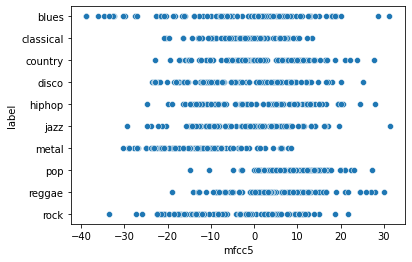 blues
classical
country
disco
hiphop
jazz
metal
pop
reggae
rock
label
−40 −30 −20 −10 0 10 20 30
mfcc5